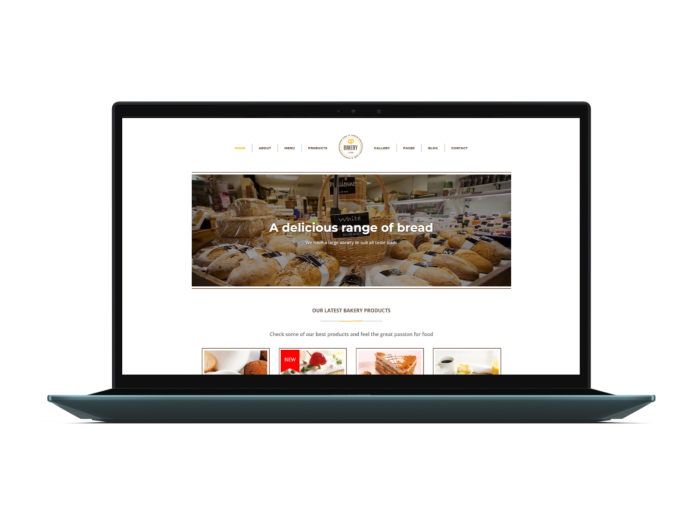 HOME
ABOUT
MENU
PRODUCTS
BAKERY
GALLERY
PAGES
BLOG
CONTACT
White
A delicious range of bread
We have a large variety to suit all taste buds
OUR LATEST BAKERY PRODUCTS
Check some of our best products and feel the great passion for food
NEW